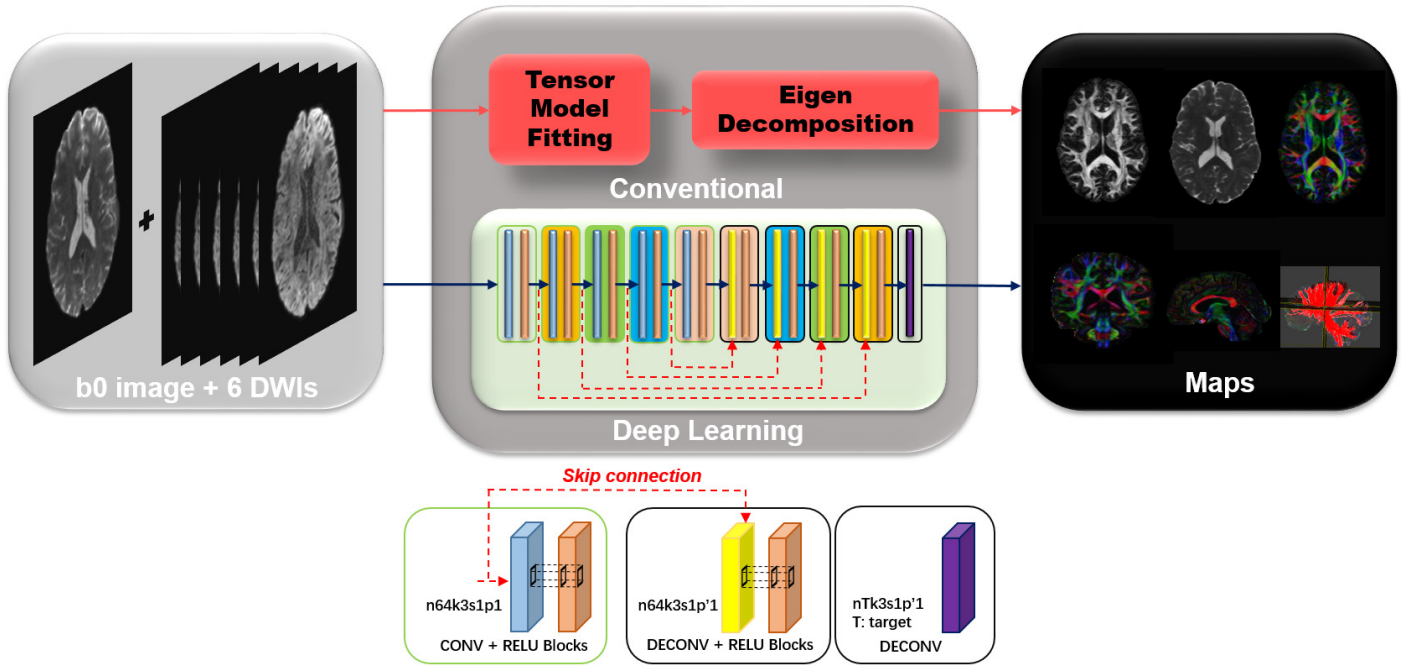 Tensor
Model
Fitting
Eigen
Decomposition
Conventional
+
b0 image + 6 DWIs
Deep Learning
Maps
Skip connection
n64k3s1p1
CONV + RELU Blocks
n64k3s1p’1
DECONV + RELU Blocks
nTk3s1p’1
T: target
DECONV